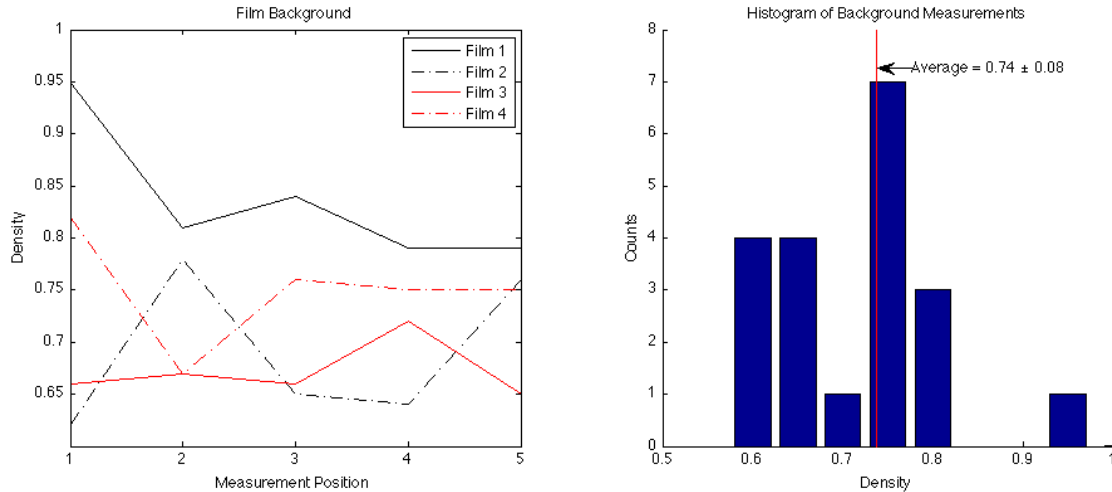 Film Background
1
0.95
0.9
0.85
0.8
0.75
0.7
0.65
Density
1 2 3 4 5
Measurement Position
Film 1
Film 2
Film 3
Film 4
Histogram of Background Measurements
8
7
6
5
4
3
2
1
0
Counts
Average = 0.74 ± 0.08
0.5 0.6 0.7 0.8 0.9 1
Density